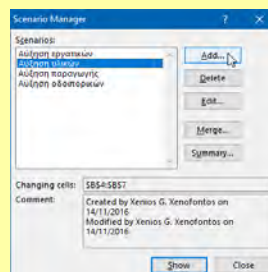 Scenario Manager
? ×
Scenarios:
Αύξηση εργατικών
Αύξηση υλικών
Αύξηση παραγωγής
Αύξηση οδοιπορικών
Add...
Delete
Edit...
Merge...
Summary...
Changing cells: $B$4:$B$7
Comment: Created by Xenios G. Xenofontos on
14/11/2016
Modified by Xenios G. Xenofontos on
14/11/2016
Show Close